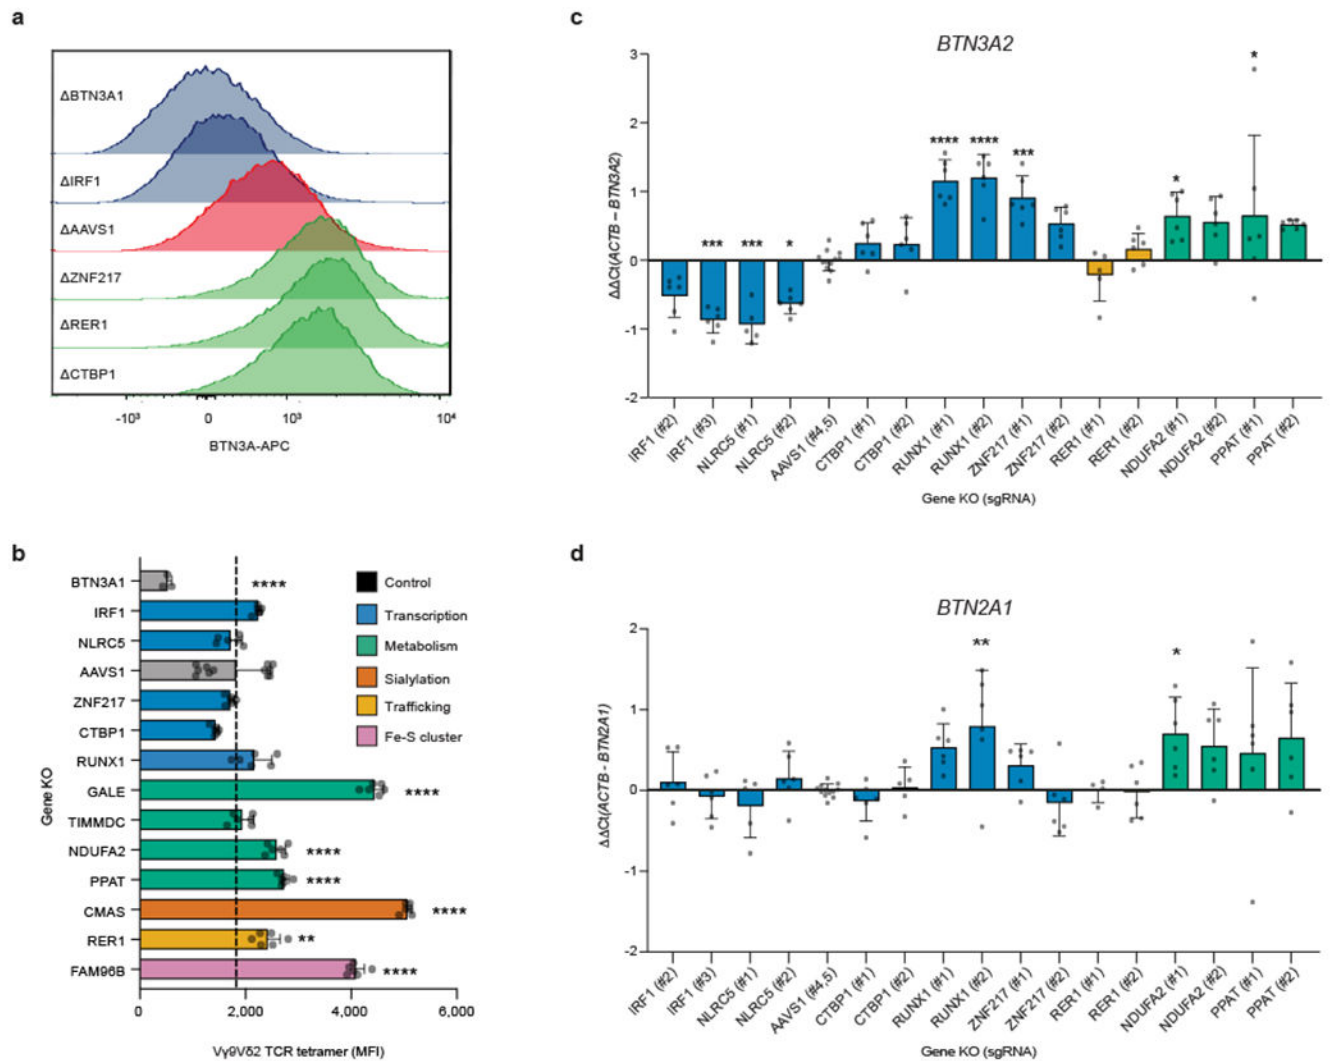 a
ΔBTN3A1
ΔIRF1
ΔAAVS1
ΔZNF217
ΔRER1
ΔCTBP1
-10³ 0 10³ 10⁴
BTN3A-APC
b
BTN3A1
IRF1
NLRC5
AAVS1
ZNF217
CTBP1
RUNX1
GALE
TIMMDC
NDUFA2
PPAT
CMAS
RER1
FAM96B
Gene KO
****
****
****
****
****
**
****
Control
Transcription
Metabolism
Sialylation
Trafficking
Fe-S cluster
0 2,000 4,000 6,000
Vγ9Vδ2 TCR tetramer (MFI)
c
BTN3A2
ΔΔCt(ACTB – BTN3A2)
3
2
1
0
-1
-2
*** *** * **** **** *** * *
IRF1 (#2)
IRF1 (#3)
NLRC5 (#1)
NLRC5 (#2)
AAVS1 (#4,5)
CTBP1 (#1)
CTBP1 (#2)
RUNX1 (#1)
RUNX1 (#2)
ZNF217 (#1)
ZNF217 (#2)
RER1 (#1)
RER1 (#2)
NDUFA2 (#1)
NDUFA2 (#2)
PPAT (#1)
PPAT (#2)
Gene KO (sgRNA)
d
BTN2A1
ΔΔCt(ACTB - BTN2A1)
2
1
0
-1
-2
** *
IRF1 (#2)
IRF1 (#3)
NLRC5 (#1)
NLRC5 (#2)
AAVS1 (#4,5)
CTBP1 (#1)
CTBP1 (#2)
RUNX1 (#1)
RUNX1 (#2)
ZNF217 (#1)
ZNF217 (#2)
RER1 (#1)
RER1 (#2)
NDUFA2 (#1)
NDUFA2 (#2)
PPAT (#1)
PPAT (#2)
Gene KO (sgRNA)